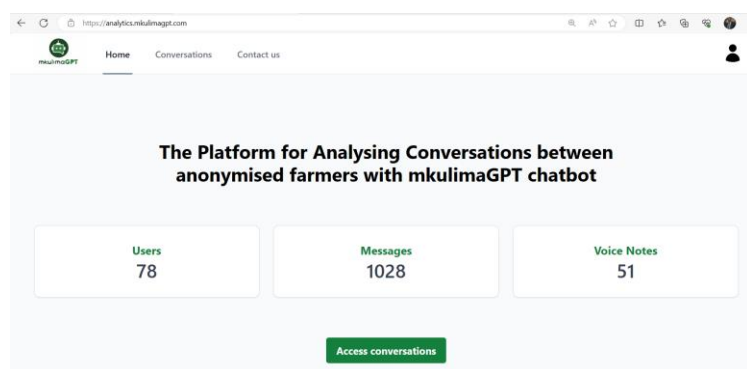 https://analytics.mkulimagpt.com
mkulimaGPT
Home Conversations Contact us
The Platform for Analysing Conversations between
anonymised farmers with mkulimaGPT chatbot
Users
78
Messages
1028
Voice Notes
51
Access conversations